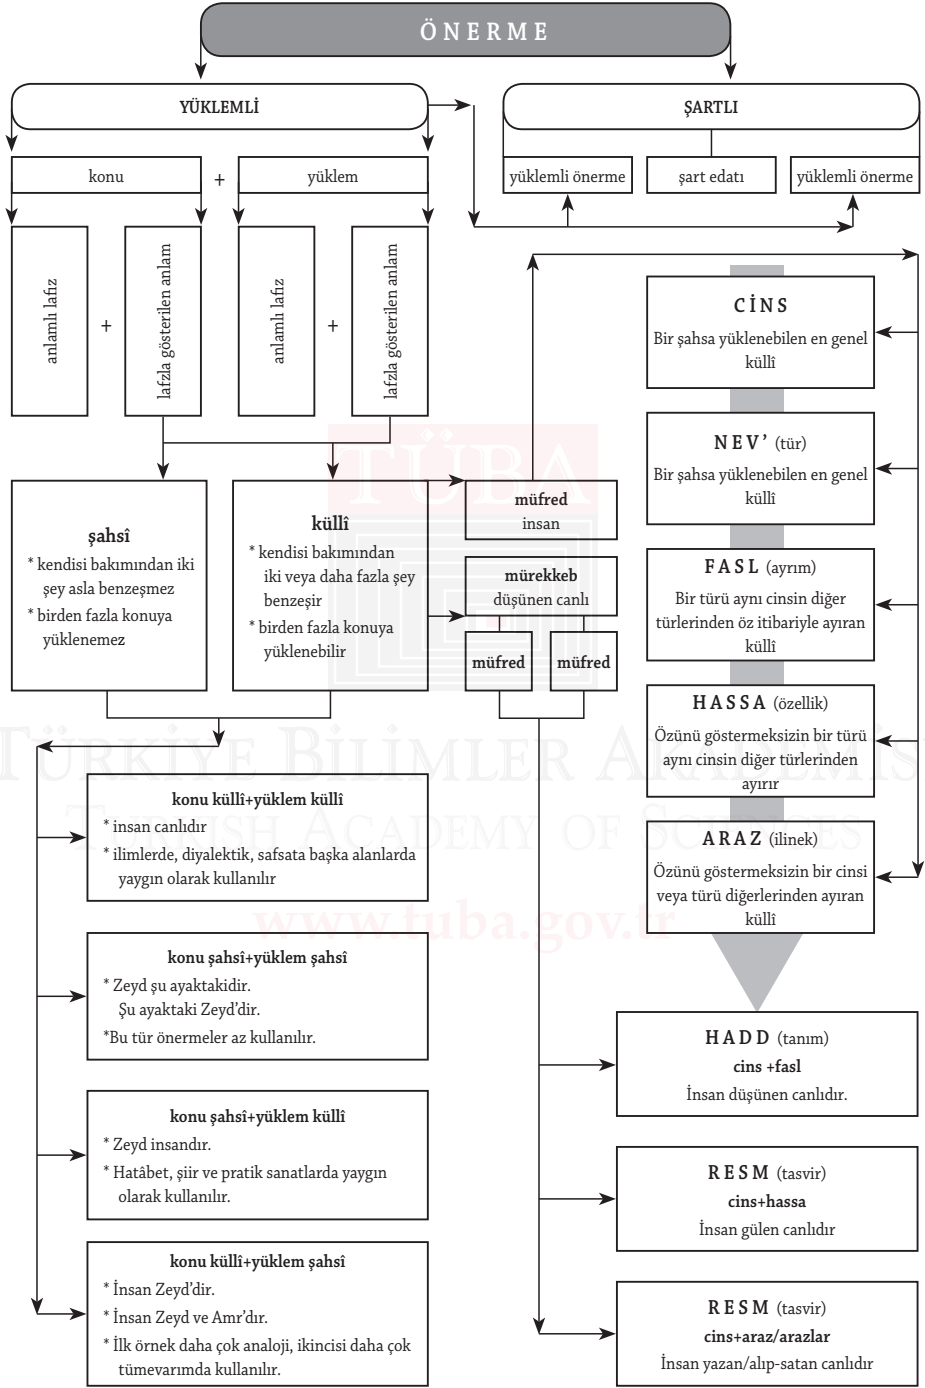 ÖNERME
YÜKLEMLİ
konu
+
yüklem
anlamlı lafız
+
lafzla gösterilen anlam
anlamlı lafız
+
lafzla gösterilen anlam
ŞARTLI
yüklemli önerme
şart edatı
yüklemli önerme
şahsî
* kendisi bakımından iki
şey asla benzeşmez
* birden fazla konuya
yüklenemez
küllî
* kendisi bakımından
iki veya daha fazla şey
benzeşir
* birden fazla konuya
yüklenebilir
müfred
insan
mürekkeb
düşünen canlı
müfred
müfred
konu küllî+yüklem küllî
* insan canlıdır
* ilimlerde, diyalektik, safsata başka alanlarda
yaygın olarak kullanılır
konu şahsî+yüklem şahsî
* Zeyd şu ayaktakidir.
Şu ayaktaki Zeyd’dir.
*Bu tür önermeler az kullanılır.
konu şahsî+yüklem küllî
* Zeyd insandır.
* Hatâbet, şiir ve pratik sanatlarda yaygın
olarak kullanılır.
konu küllî+yüklem şahsî
* İnsan Zeyd’dir.
* İnsan Zeyd ve Amr’dır.
* İlk örnek daha çok analoji, ikincisi daha çok
tümevarımda kullanılır.
CİNS
Bir şahsa yüklenebilen en genel
küllî
NEV’ (tür)
Bir şahsa yüklenebilen en genel
küllî
FASL (ayrım)
Bir türü aynı cinsin diğer
türlerinden öz itibariyle ayıran
küllî
HASSA (özellik)
Özünü göstermeksizin bir türü
aynı cinsin diğer türlerinden
ayırır
ARAZ (ilinek)
Özünü göstermeksizin bir cinsi
veya türü diğerlerinden ayıran
küllî
HADD (tanım)
cins +fasl
İnsan düşünen canlıdır.
RESM (tasvir)
cins+hassa
İnsan gülen canlıdır
RESM (tasvir)
cins+araz/arazlar
İnsan yazan/alıp-satan canlıdır
TÜBA
TÜRKİYE BİLİMLER AKADEMİS
TURKISH ACADEMY OF SCIENCES
www.tuba.gov.tr